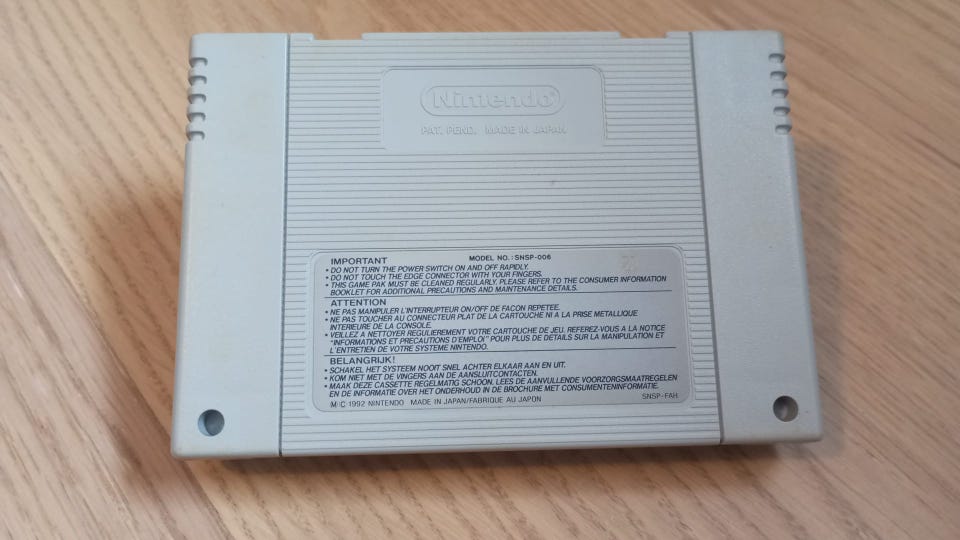 Nintendo®
PAT. PEND. MADE IN JAPAN
IMPORTANT MODEL NO.: SNSP-006
• DO NOT TURN THE POWER SWITCH ON AND OFF RAPIDLY.
• DO NOT TOUCH THE EDGE CONNECTOR WITH YOUR FINGERS.
• THIS GAME PAK MUST BE CLEANED REGULARLY. PLEASE REFER TO THE CONSUMER INFORMATION
BOOKLET FOR ADDITIONAL PRECAUTIONS AND MAINTENANCE DETAILS.
ATTENTION
• NE PAS MANIPULER L'INTERRUPTEUR ON/OFF DE FACON REPETEE.
• NE PAS TOUCHER AU CONNECTEUR PLAT DE LA CARTOUCHE NI A LA PRISE METALLIQUE
INTERIEURE DE LA CONSOLE.
• VEILLEZ A NETTOYER REGULIEREMENT VOTRE CARTOUCHE DE JEU. REFEREZ-VOUS A LA NOTICE
"INFORMATIONS ET PRECAUTIONS D'EMPLOI" POUR PLUS DE DETAILS SUR LA MANIPULATION ET
L'ENTRETIEN DE VOTRE SYSTEME NINTENDO.
BELANGRIJK!
• SCHAKEL HET SYSTEEM NOOIT SNEL ACHTER ELKAAR AAN EN UIT.
• KOM NIET MET DE VINGERS AAN DE AANSLUITCONTACTEN.
• MAAK DEZE CASSETTE REGELMATIG SCHOON. LEES DE AANVULLENDE VOORZORGSMAATREGELEN
EN DE INFORMATIE OVER HET ONDERHOUD IN DE BROCHURE MET CONSUMENTENINFORMATIE.
Ⓜ © 1992 NINTENDO MADE IN JAPAN/FABRIQUE AU JAPON SNSP-FAH